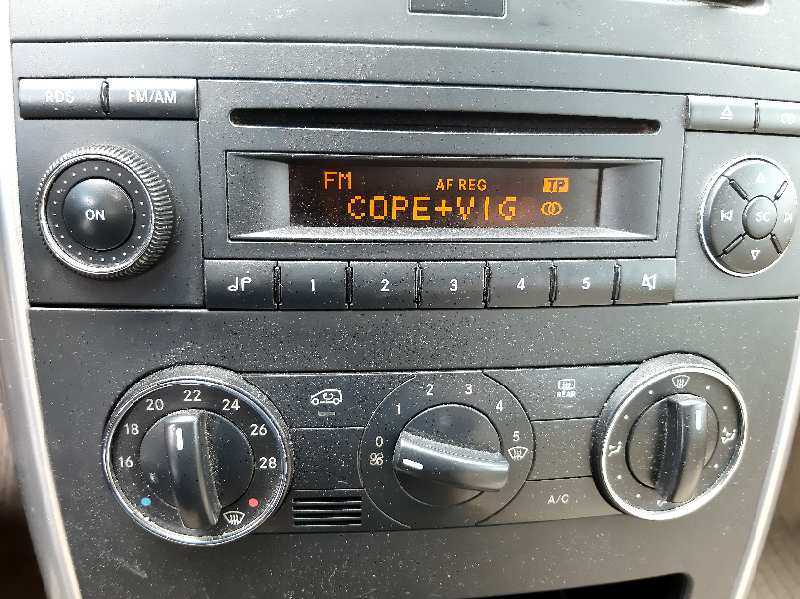 RDS FM/AM
FM AF REG TP
ON COPE+VIG SC
1 2 3 4 5
16 18 20 22 24 26 28
0 1 2 3 4 5
REAR
A/C